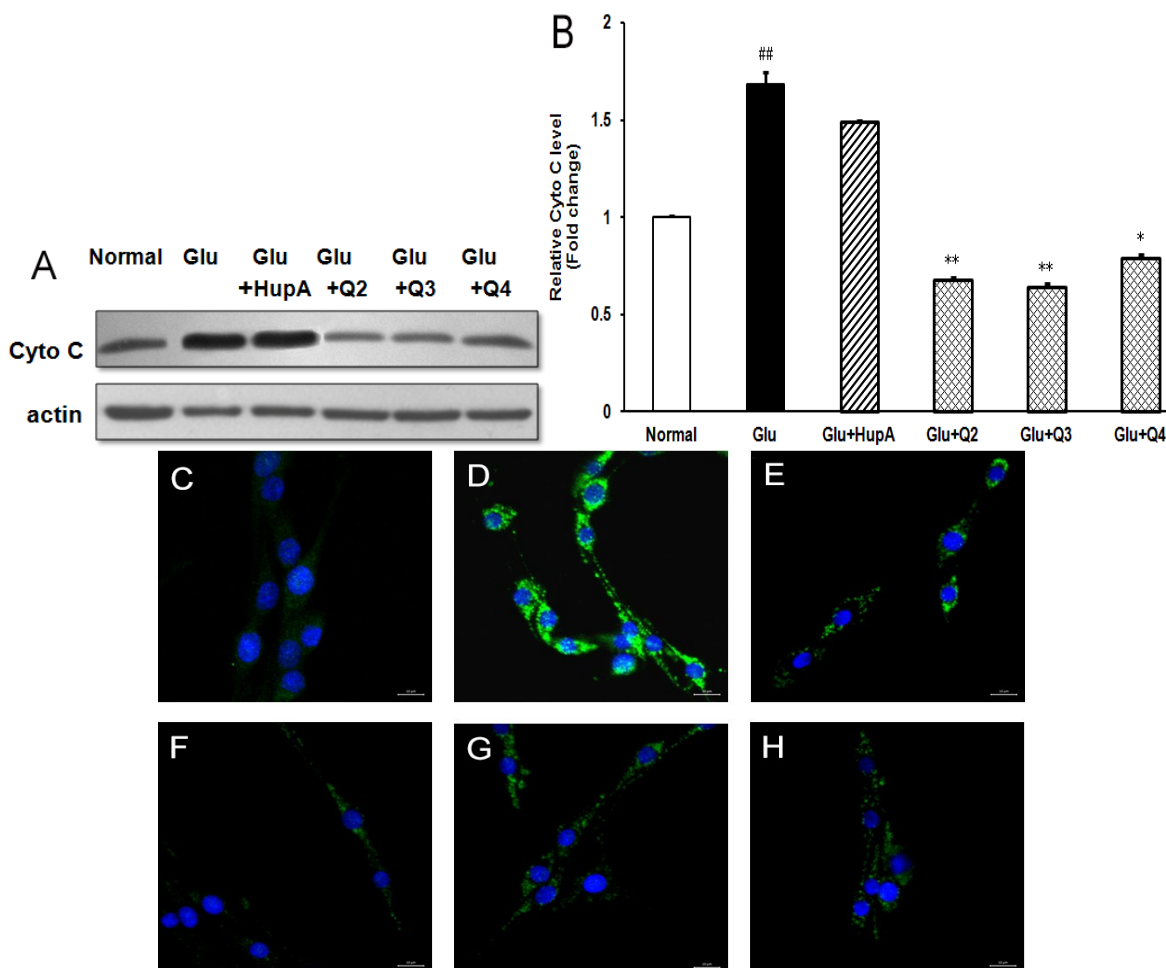 A
Normal Glu Glu Glu Glu Glu
+HupA +Q2 +Q3 +Q4
Cyto C
actin
B
Relative Cyto C level
(Fold change)
2
1.5
1
0.5
0
##
**
**
*
Normal Glu Glu+HupA Glu+Q2 Glu+Q3 Glu+Q4
C
D
E
F
G
H